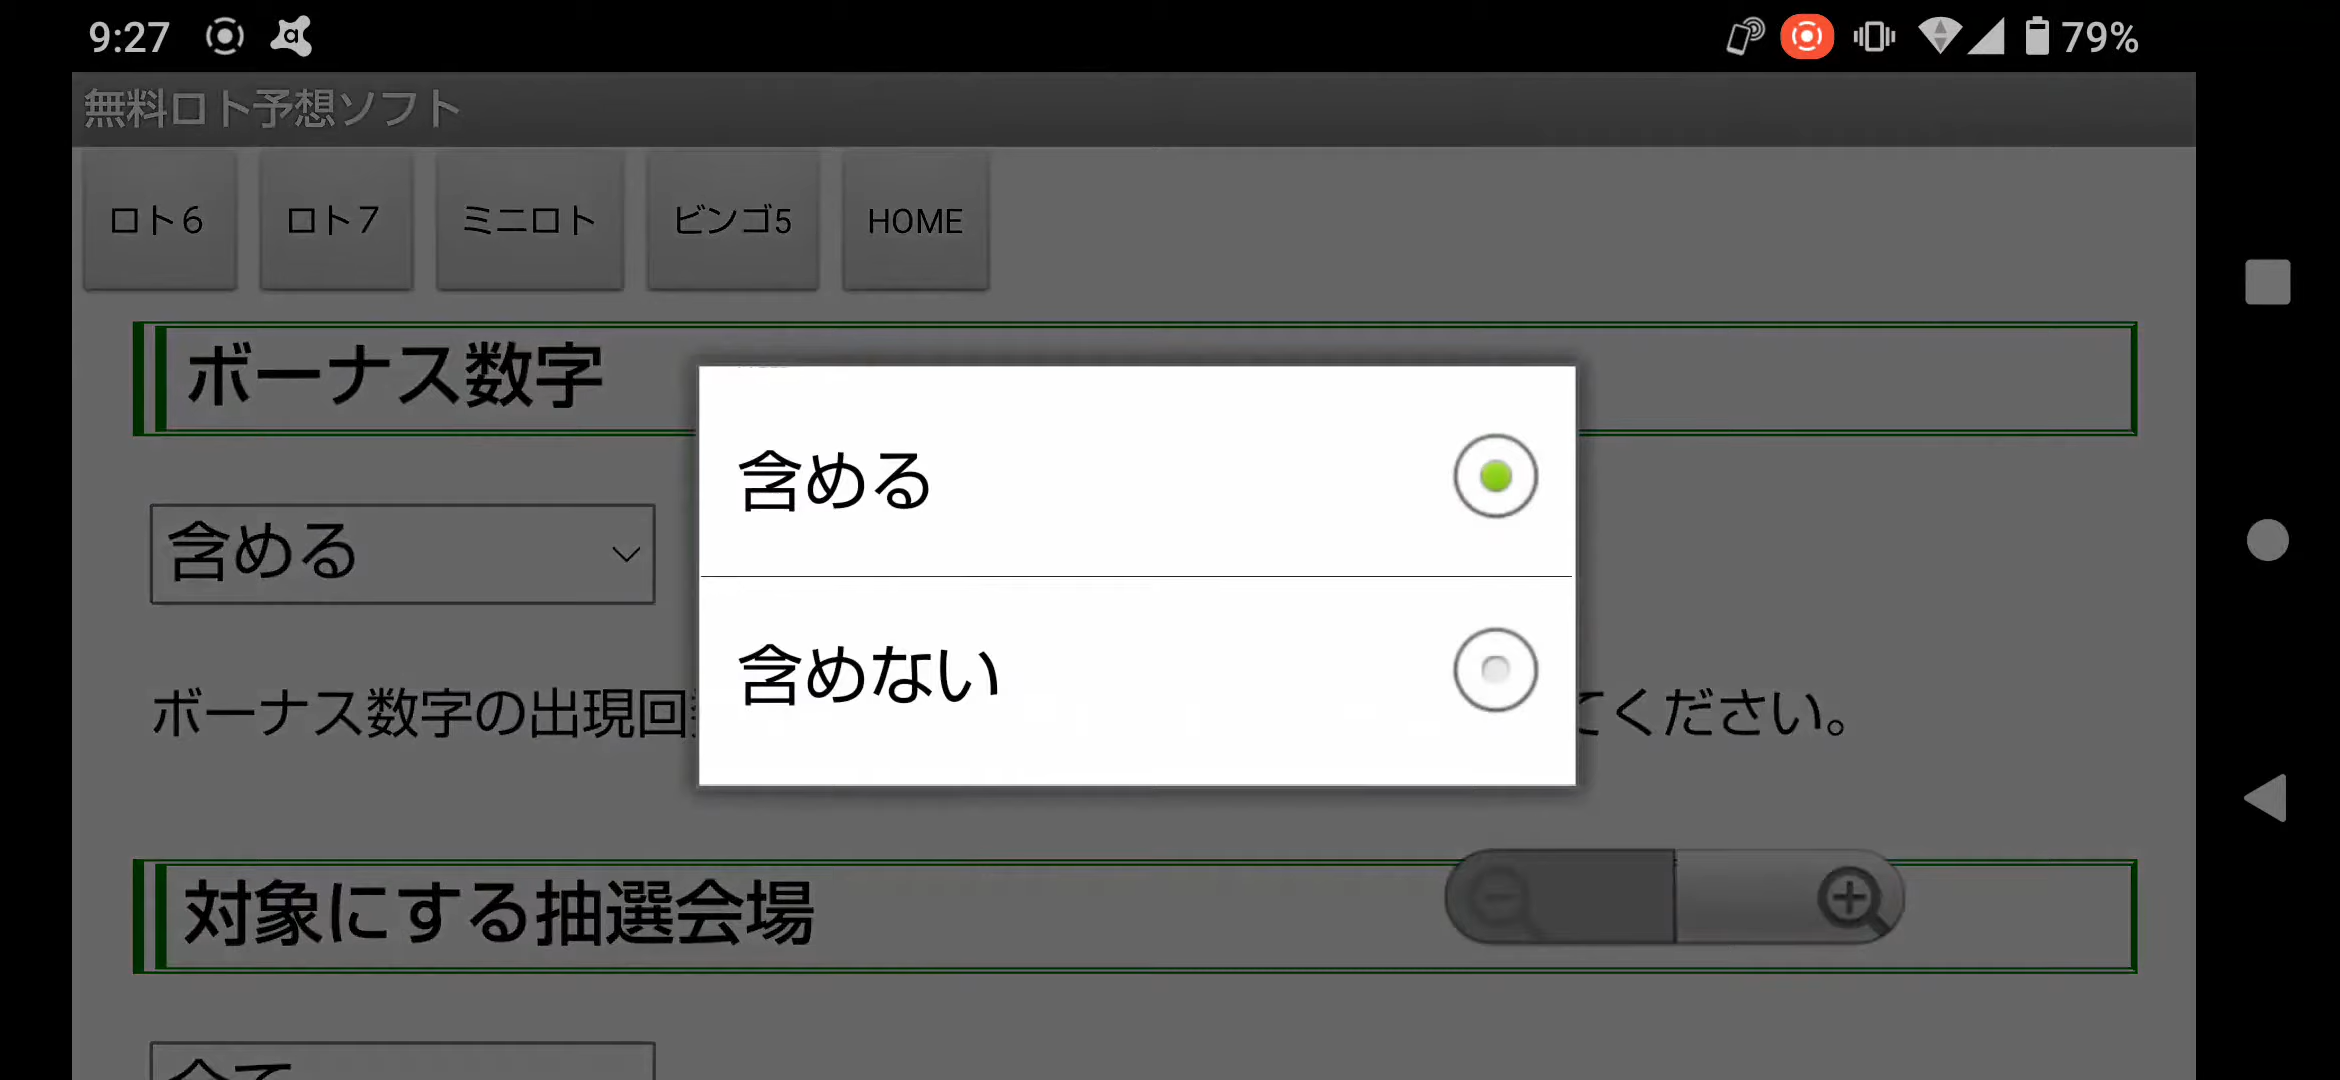 9:27
79%
無料ロト予想ソフト
ロト6
ロト7
ミニロト
ビンゴ5
HOME
ボーナス数字
含める
含める
含めない
ボーナス数字の出現回
てください。
対象にする抽選会場
全て